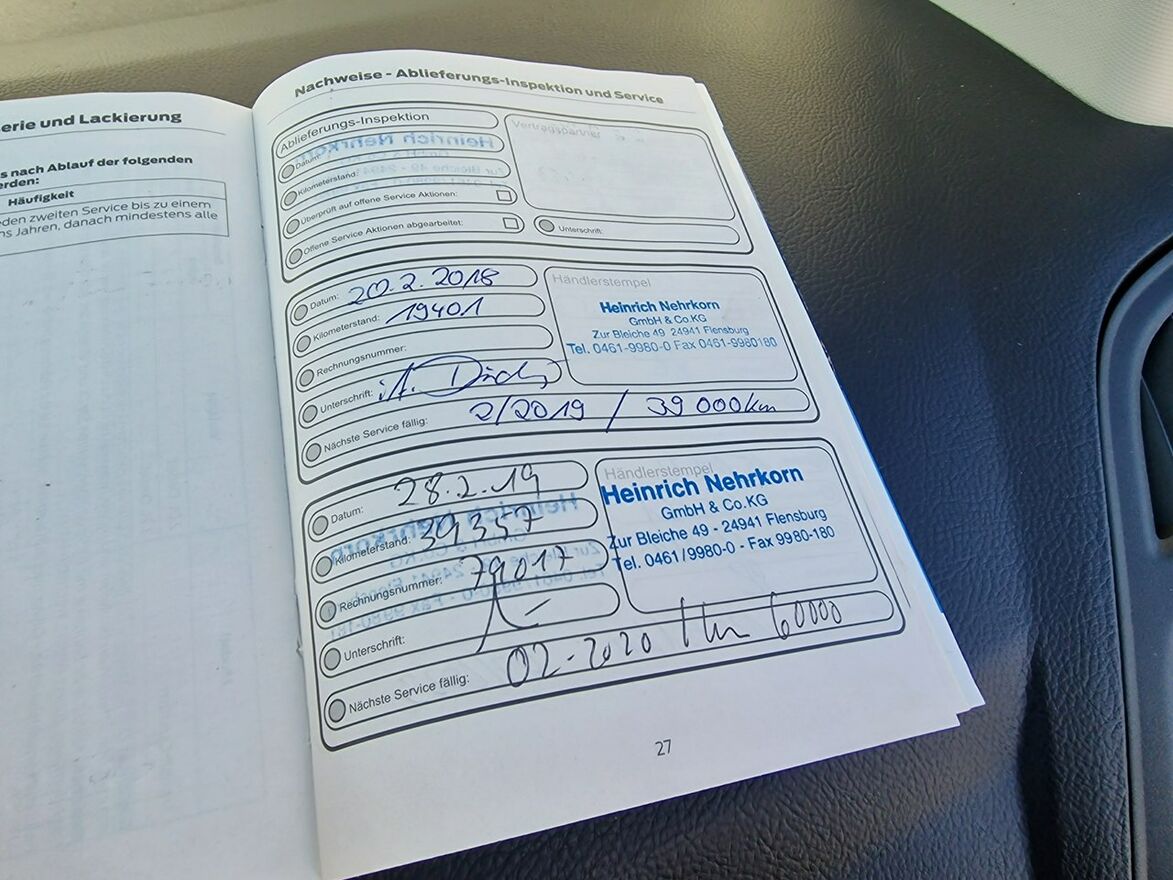 erie und Lackierung
s nach Ablauf der folgenden
erden:
Häufigkeit
eden zweiten Service bis zu einem
ns Jahren, danach mindestens alle
Nachweise - Ablieferungs-Inspektion und Service
Ablieferungs-Inspektion
Datum:
Kilometerstand:
Überprüft auf offene Service Aktionen:
Offene Service Aktionen abgearbeitet:
Vertragspartner
Unterschrift:
Datum: 20.2.2018
Kilometerstand: 19401
Rechnungsnummer:
Unterschrift:
Nächste Service fällig: 2/2019 / 39 000km
Händlerstempel
Heinrich Nehrkorn
GmbH & Co.KG
Zur Bleiche 49 24941 Flensburg
Tel. 0461-9980-0 Fax 0461-9980180
Datum: 28.2.19
Kilometerstand: 39357
Rechnungsnummer: 79017
Unterschrift:
Nächste Service fällig: 02-2020 / km 60000
Händlerstempel
Heinrich Nehrkorn
GmbH & Co.KG
Zur Bleiche 49 - 24941 Flensburg
Tel. 0461/9980-0 - Fax 9980-180
27